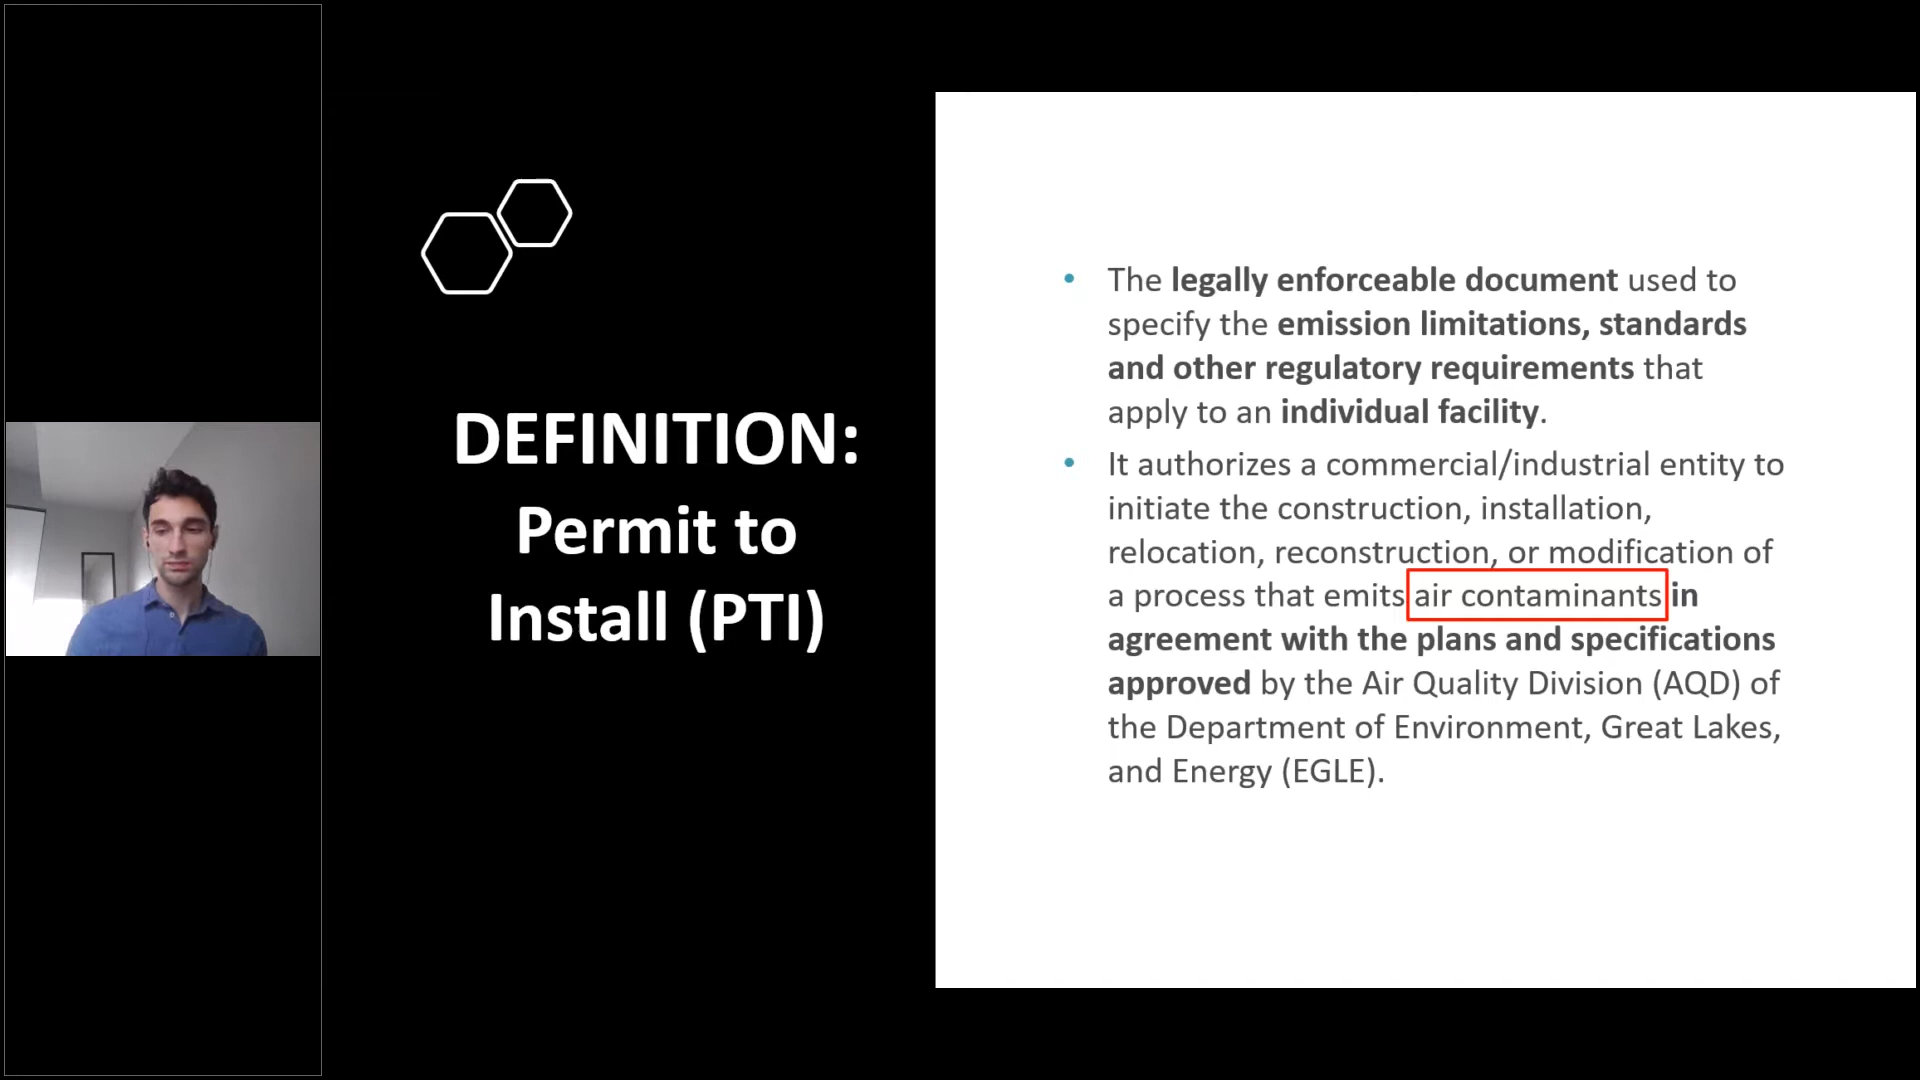 DEFINITION:
Permit to
Install (PTI)
• The legally enforceable document used to
specify the emission limitations, standards
and other regulatory requirements that
apply to an individual facility.
• It authorizes a commercial/industrial entity to
initiate the construction, installation,
relocation, reconstruction, or modification of
a process that emits air contaminants in
agreement with the plans and specifications
approved by the Air Quality Division (AQD) of
the Department of Environment, Great Lakes,
and Energy (EGLE).